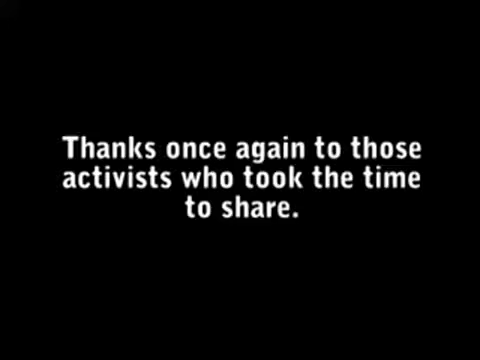 Thanks once again to those
activists who took the time
to share.